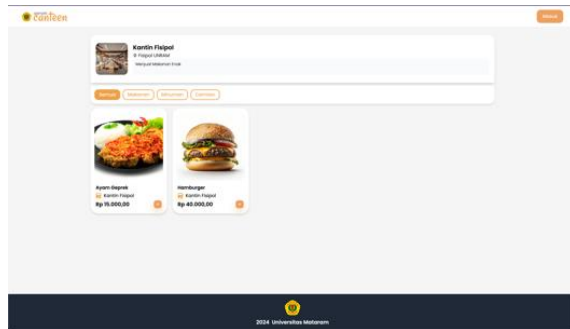 canteen
Masuk
Kantin Fisipol
Fisipol UNRAM
Menjual Makanan Enak
Semua Makanan Minuman Cemilan
Ayam Geprek
Kantin Fisipol
Rp 15.000,00
Hamburger
Kantin Fisipol
Rp 40.000,00
2024 Universitas Mataram